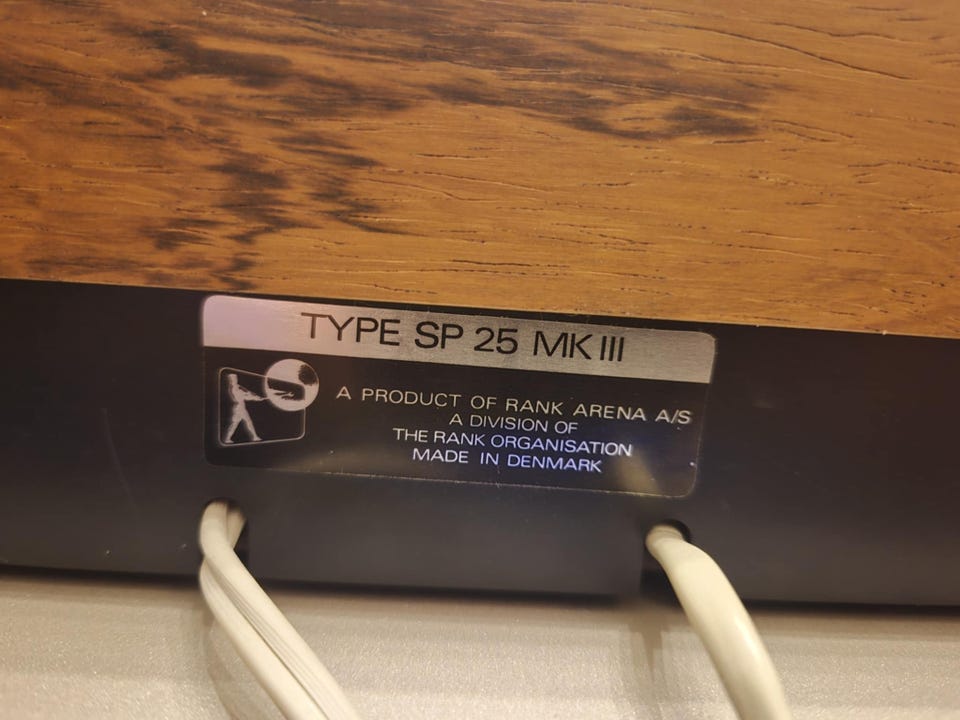 TYPE SP 25 MK III
A PRODUCT OF RANK ARENA A/S
A DIVISION OF
THE RANK ORGANISATION
MADE IN DENMARK